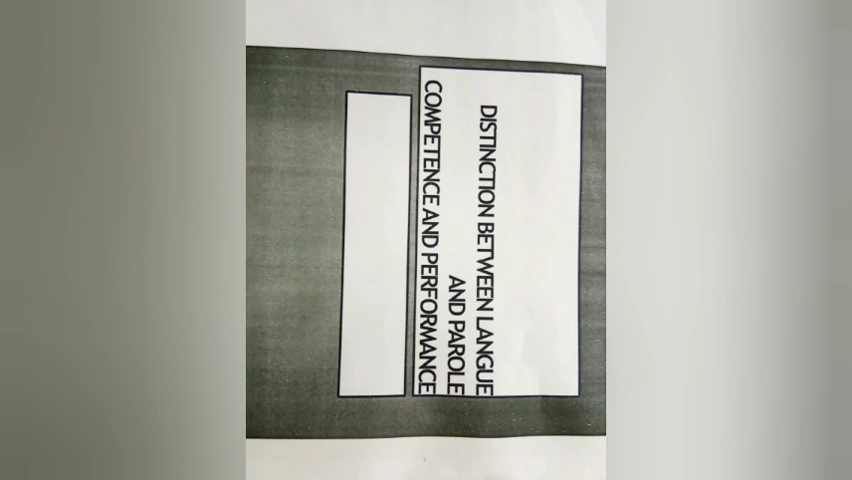 DISTINCTION BETWEEN LANGUE
AND PAROLE
COMPETENCE AND PERFORMANCE